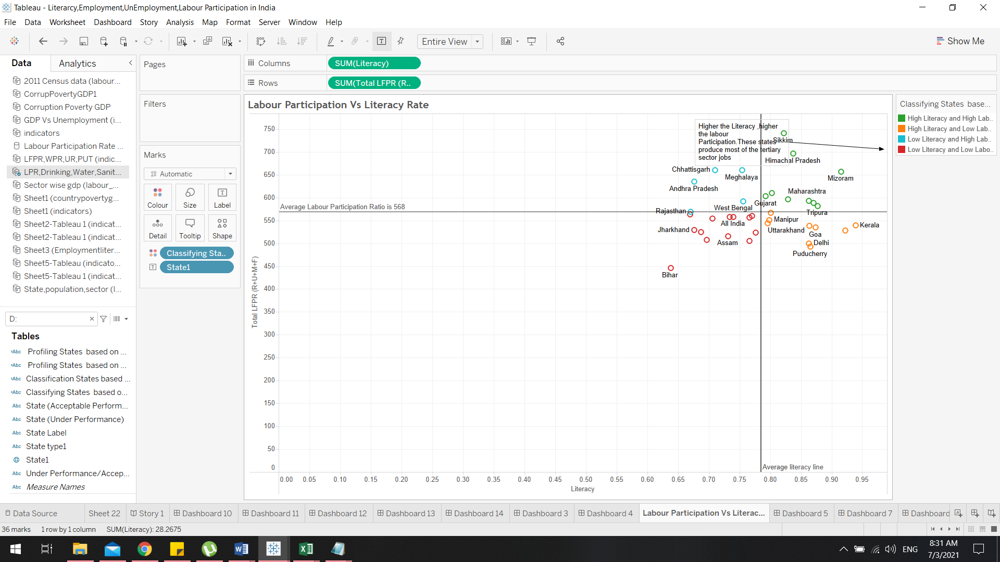 Tableau - Literarcy,Employment,UnEmployment,Labour Participation in India
File Data Worksheet Dashboard Story Analysis Map Format Server Window Help
Entire View
Show Me
Data Analytics
2011 Census data (labour...
CorrupPovertyGDP1
Corruption Poverty GDP
GDP Vs Unemployment (i...
indicators
Labour Participation Rate ...
LFPR,WPR,UR,PUT (indic...
LPR,Drinking,Water,Sanit...
Sector wise gdp (labour_...
Sheet1 (countrypovertyg...
Sheet1 (indicators)
Sheet2-Tableau 1 (indicat...
Sheet2-Tableau 1 (indicat...
Sheet3 (Employmentliter...
Sheet5-Tableau (indicato...
Sheet5-Tableau 1 (indicat...
State,population,sector (l...
D:
Tables
=Abc Profiling States based on ...
=Abc Profiling States based on ...
=Abc Classification States based ...
=Abc Classifying States based o...
Abc State (Acceptable Perform...
Abc State (Under Performance)
Abc State Label
Abc State type1
State1
Abc Under Performance/Accep...
Abc Measure Names
Pages
Filters
Marks
Automatic
Colour Size Label
Detail Tooltip Shape
Classifying Sta..
State1
Columns SUM(Literacy)
Rows SUM(Total LFPR (R..
Labour Participation Vs Literacy Rate
Total LFPR (R+U+M+F)
750
700
650
600
550
500
450
400
350
300
250
200
150
100
50
0
Higher the Literacy ,higher
the labour
Participation.These states
produce most of the tertiary
sector jobs
Sikkim
Himachal Pradesh
Chhattisgarh
Meghalaya
Mizoram
Andhra Pradesh
Maharashtra
Gujarat
Average Labour Participation Ratio is 568
West Bengal
Rajasthan
Tripura
Manipur
All India
Kerala
Jharkhand
Uttarakhand
Goa
Assam
Delhi
Puducherry
Bihar
Average literacy line
0.00 0.05 0.10 0.15 0.20 0.25 0.30 0.35 0.40 0.45 0.50 0.55 0.60 0.65 0.70 0.75 0.80 0.85 0.90 0.95
Literacy
Classifying States base...
High Literacy and High Lab..
High Literacy and Low Lab..
Low Literacy and High Lab..
Low Literacy and Low Labo..
Data Source Sheet 22 Story 1 Dashboard 10 Dashboard 11 Dashboard 12 Dashboard 13 Dashboard 14 Dashboard 3 Dashboard 4 Labour Participation Vs Literac... Dashboard 5 Dashboard 7 Dashboard
36 marks 1 row by 1 column SUM(Literacy): 28.2675
ENG
8:31 AM
7/3/2021